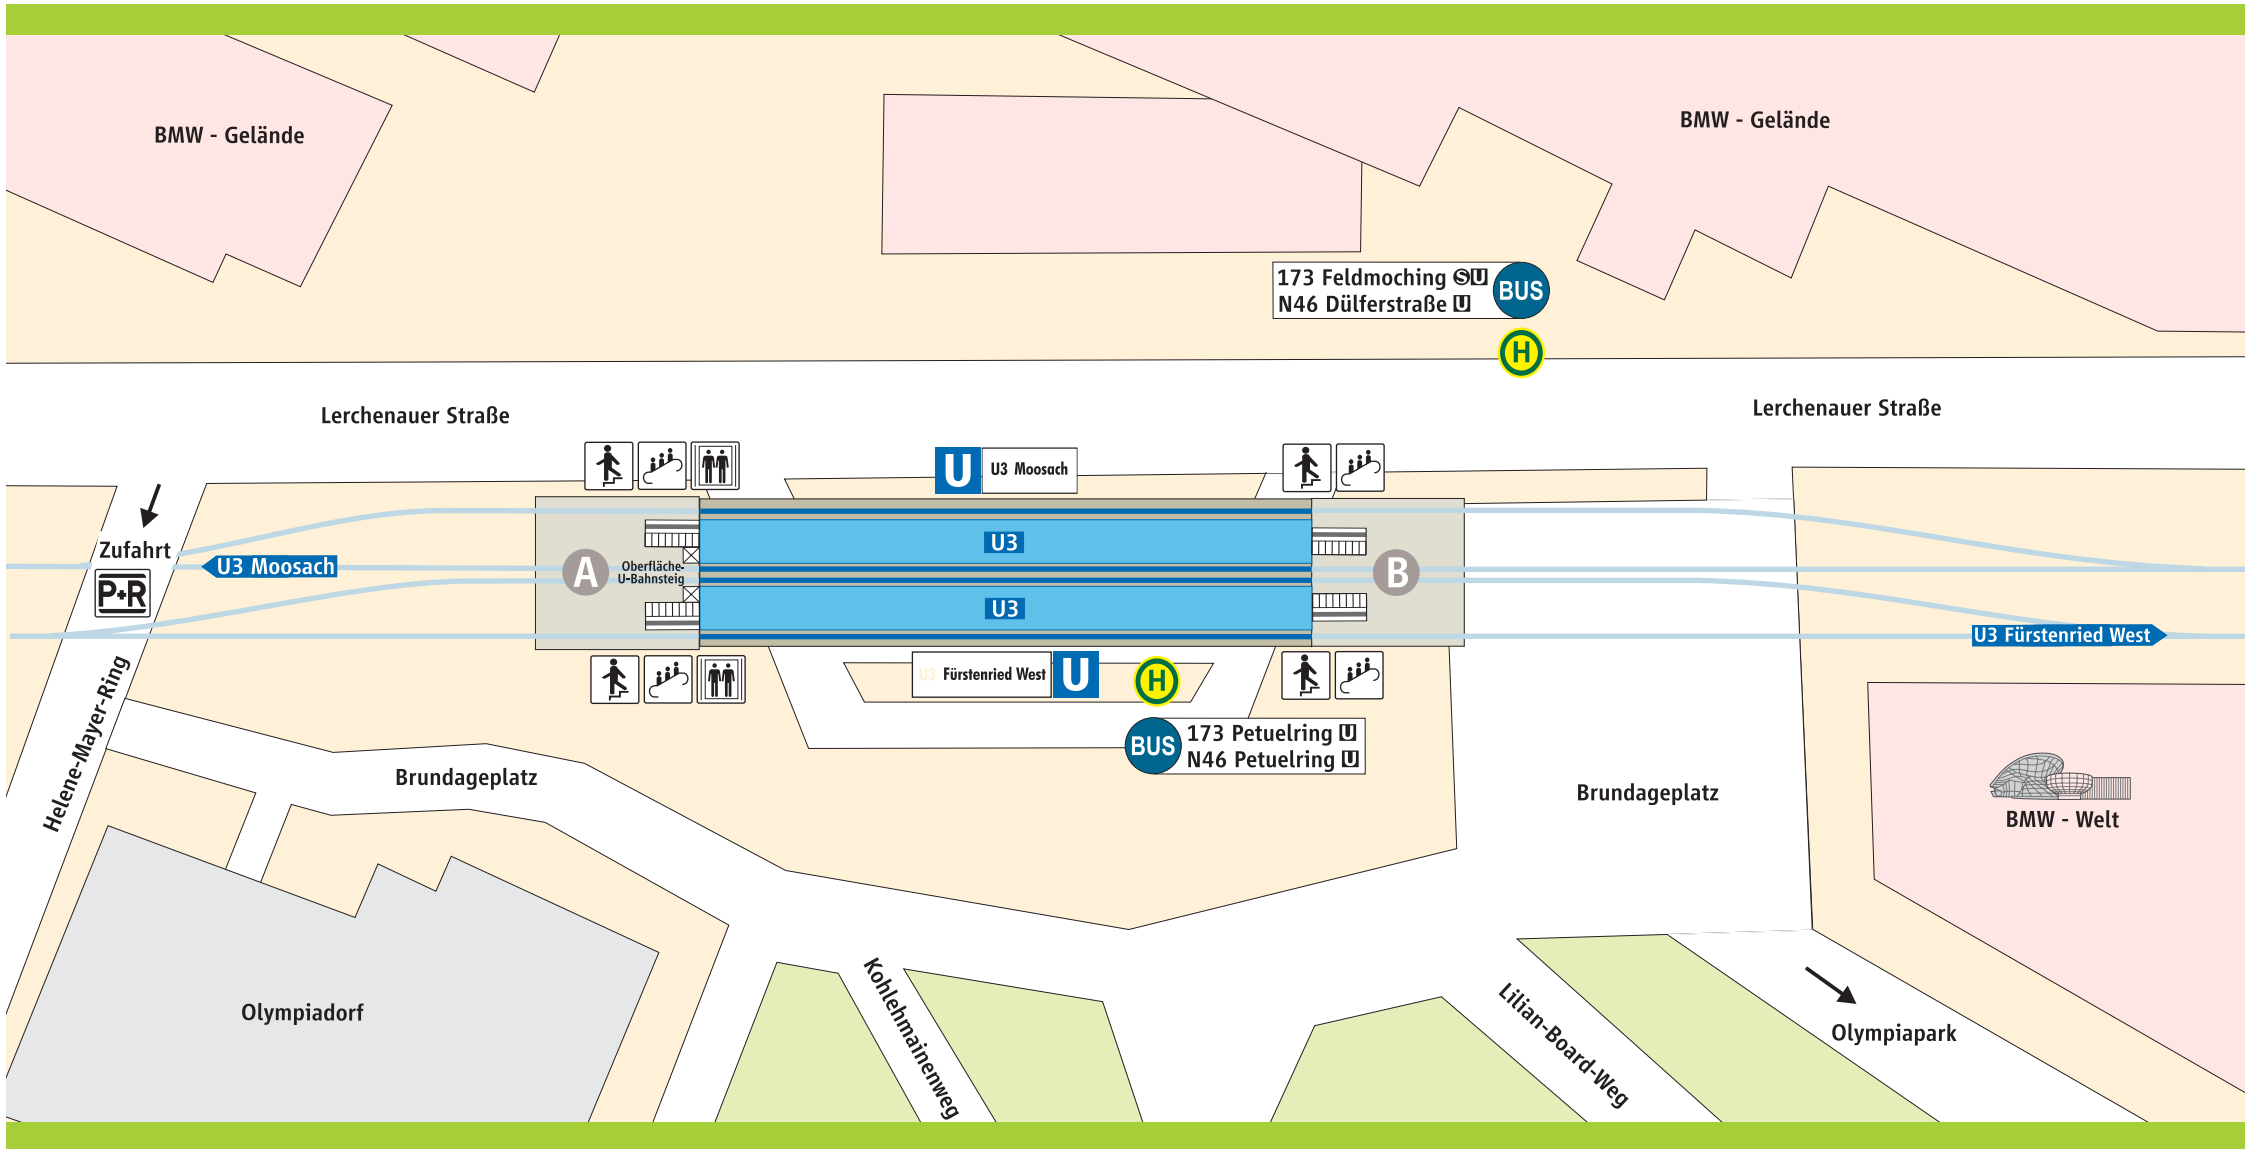 BMW - Gelände
BMW - Gelände
173 Feldmoching S U
N46 Dülferstraße U
BUS
H
Lerchenauer Straße
Lerchenauer Straße
U
U3 Moosach
Zufahrt
P+R
U3 Moosach
A
Oberfläche-
U-Bahnsteig
U3
U3
B
U3 Fürstenried West
U3 Fürstenried West
U
H
BUS
173 Petuelring U
N46 Petuelring U
Helene-Mayer-Ring
Brundageplatz
Brundageplatz
BMW - Welt
Olympiadorf
Kohlehmainenweg
Lilian-Board-Weg
Olympiapark